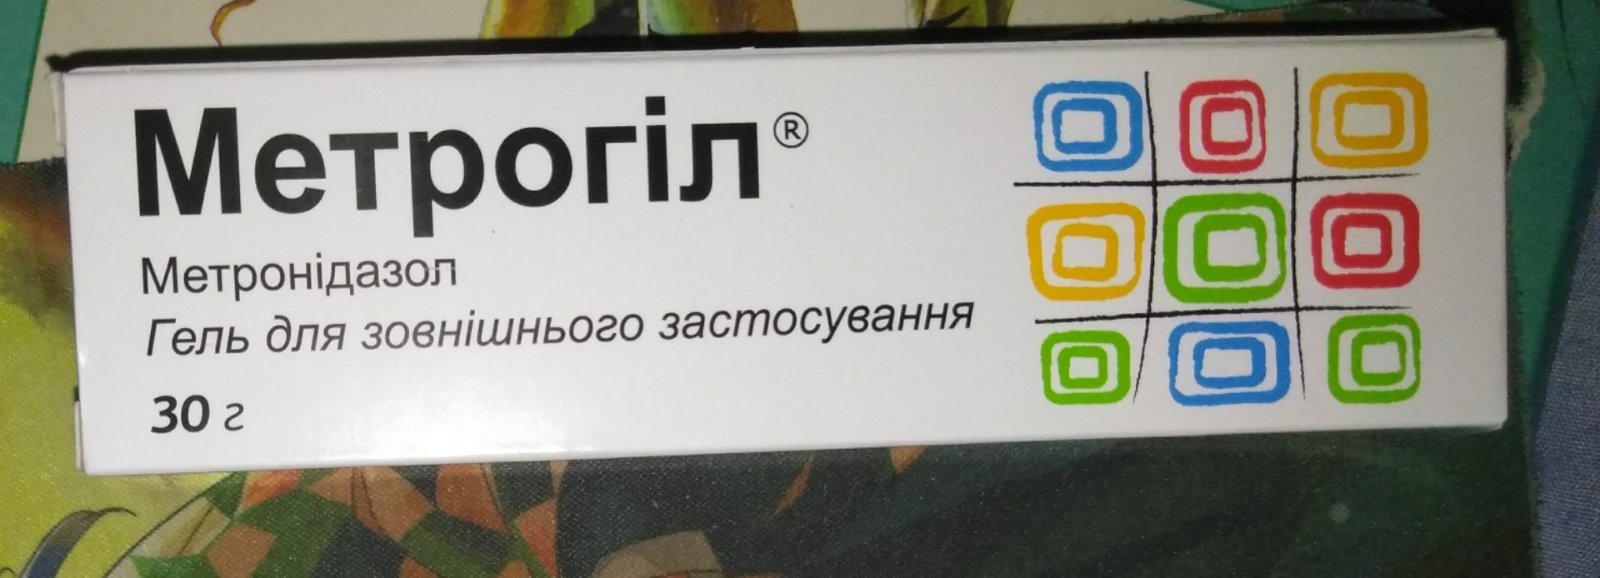 Метрогіл®
Метронідазол
Гель для зовнішнього застосування
30 г